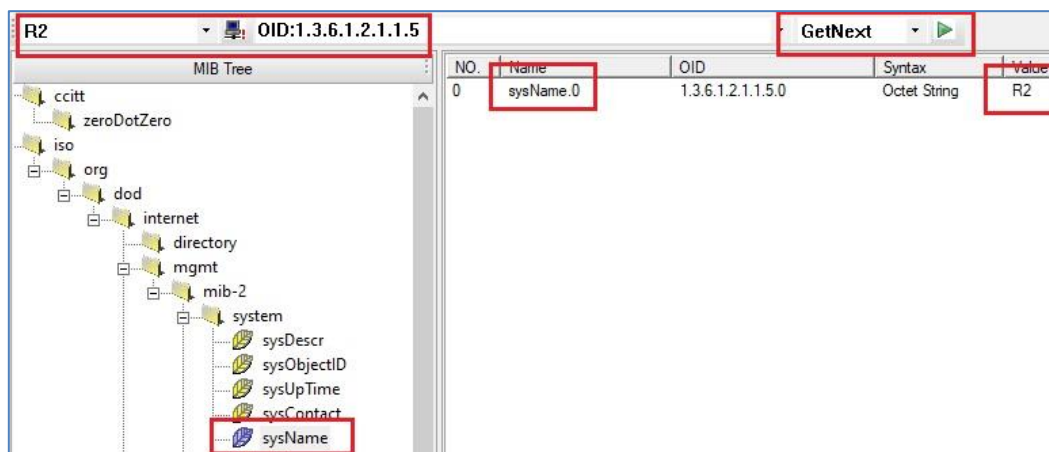 R2 OID:1.3.6.1.2.1.1.5 GetNext
MIB Tree
ccitt
zeroDotZero
iso
org
dod
internet
directory
mgmt
mib-2
system
sysDescr
sysObjectID
sysUpTime
sysContact
sysName
NO. Name OID Syntax Value
0 sysName.0 1.3.6.1.2.1.1.5.0 Octet String R2